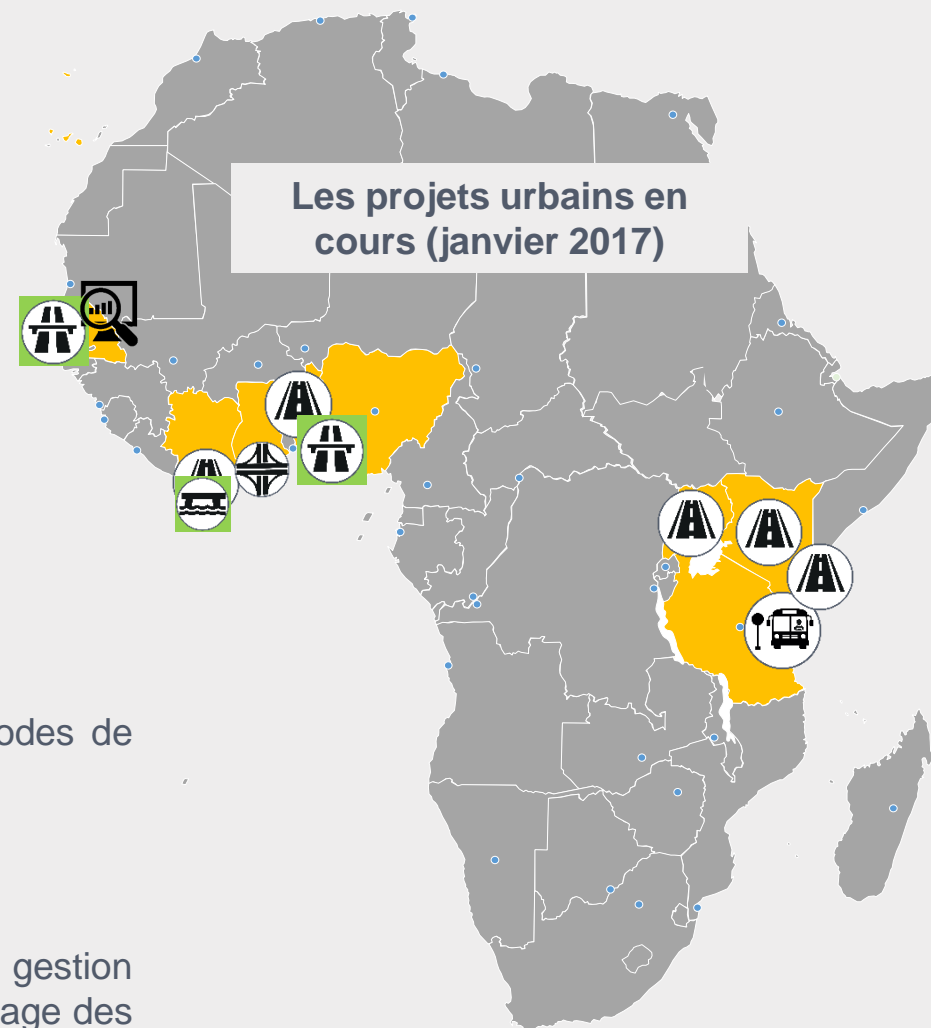 Les projets urbains en
cours (janvier 2017)
odes de
gestion
age des